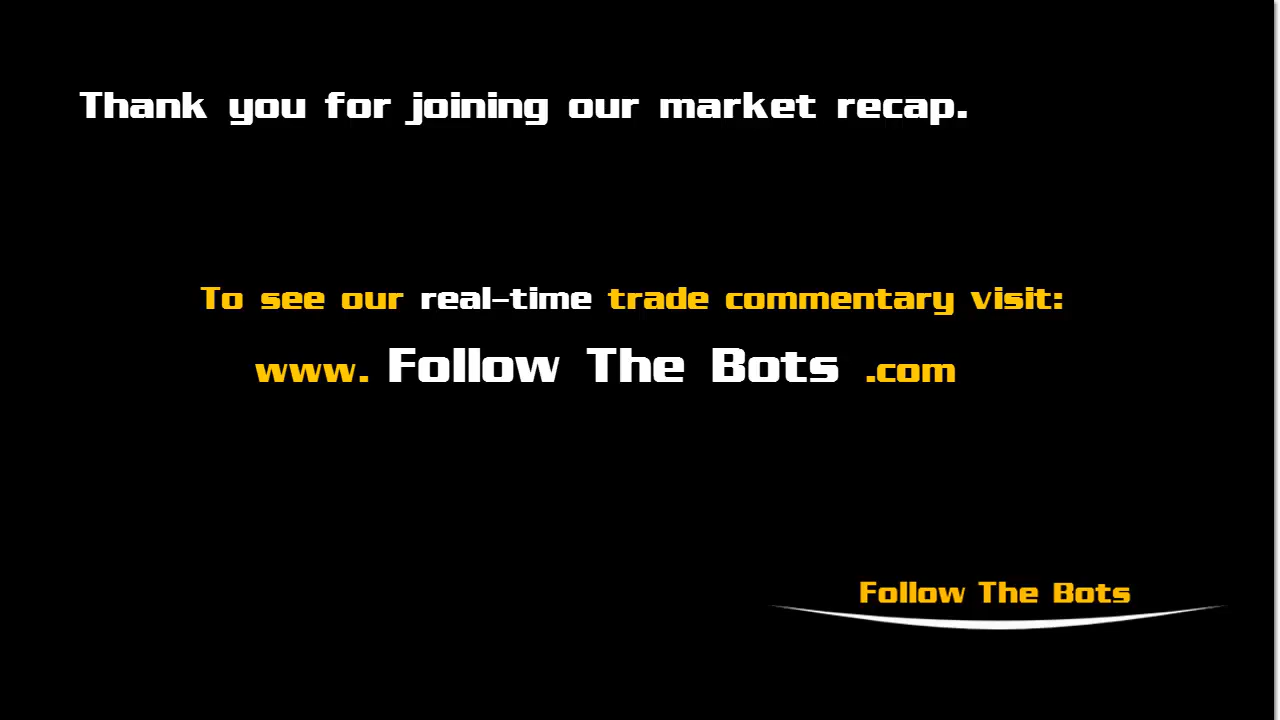 Thank you for joining our market recap.
To see our real-time trade commentary visit:
www. Follow The Bots .com
Follow The Bots